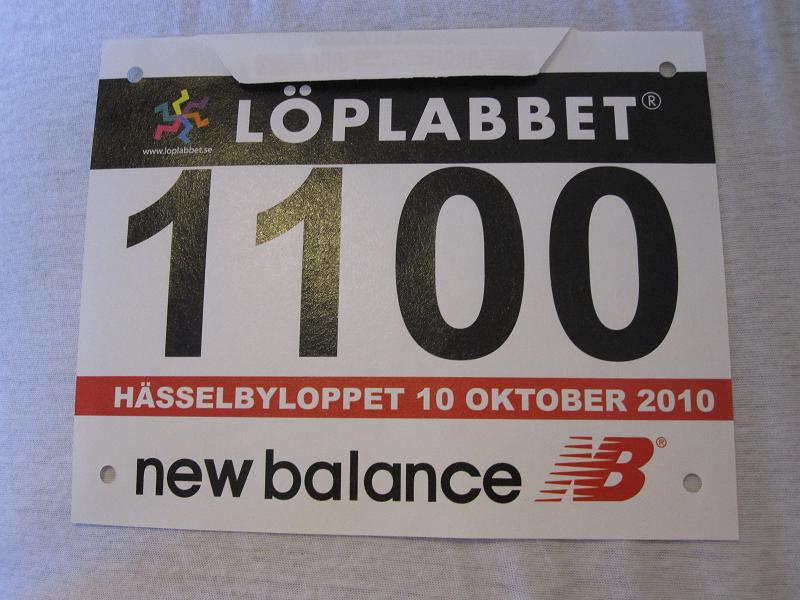 LÖPLABBET®
www.loplabbet.se
1100
HÄSSELBYLOPPET 10 OKTOBER 2010
new balance NB®